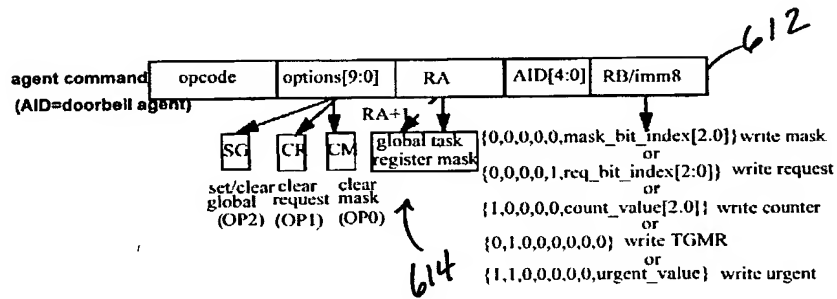 612
agent command opcode options[9:0] RA AID[4:0] RB/imm8
(AID=doorbell agent)
RA+1
SG CR CM global task
register mask
{0,0,0,0,0,mask_bit_index[2.0]} write mask
or
{0,0,0,0,1,req_bit_index[2:0]} write request
or
{1,0,0,0,0,count_value[2.0]} write counter
or
{0,1,0,0,0,0,0,0} write TGMR
or
{1,1,0,0,0,0,0,urgent_value} write urgent
set/clear clear clear
global request mask
(OP2) (OP1) (OP0)
614